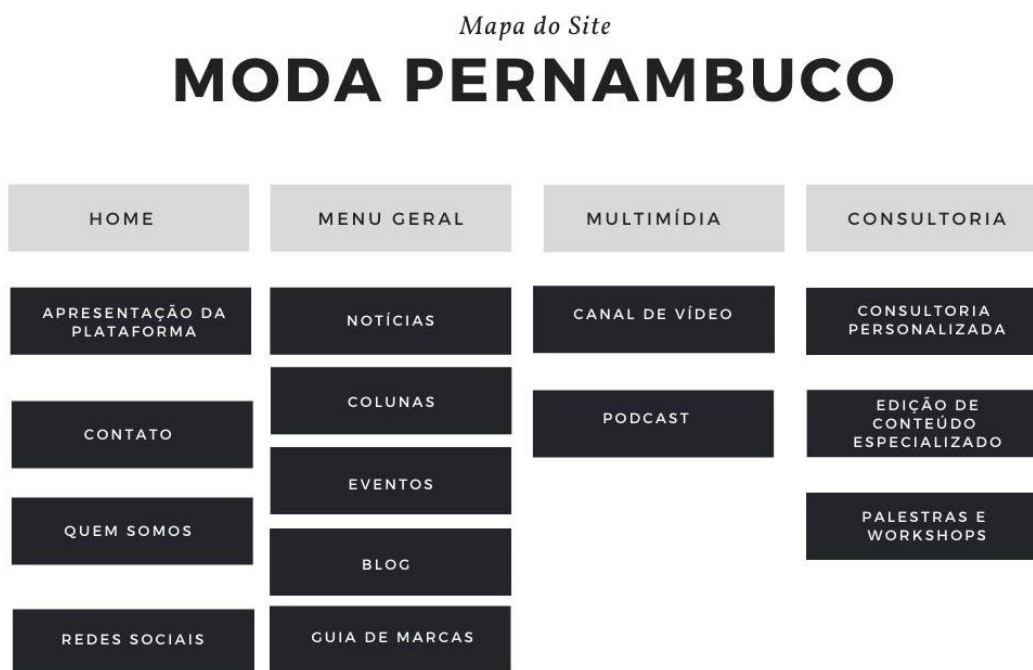 Mapa do Site
MODA PERNAMBUCO
HOME
MENU GERAL
MULTIMÍDIA
CONSULTORIA
APRESENTAÇÃO DA
PLATAFORMA
CONTATO
QUEM SOMOS
REDES SOCIAIS
NOTÍCIAS
COLUNAS
EVENTOS
BLOG
GUIA DE MARCAS
CANAL DE VÍDEO
PODCAST
CONSULTORIA
PERSONALIZADA
EDIÇÃO DE
CONTEÚDO
ESPECIALIZADO
PALESTRAS E
WORKSHOPS